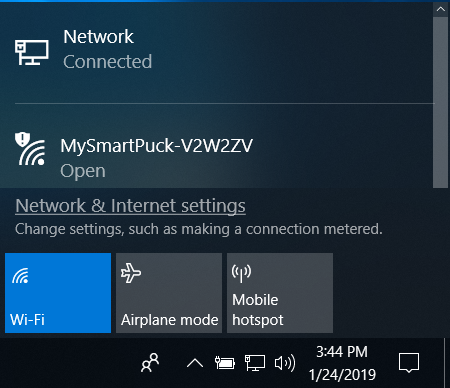 Network
Connected
MySmartPuck-V2W2ZV
Open
Network & Internet settings
Change settings, such as making a connection metered.
Wi-Fi
Airplane mode
Mobile
hotspot
3:44 PM
1/24/2019